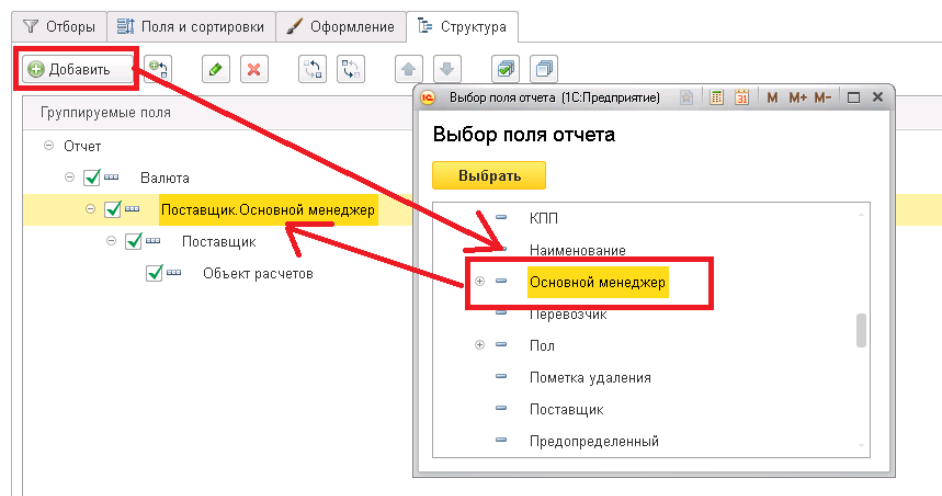 Отборы Поля и сортировки Оформление Структура
Добавить
Группируемые поля
Отчет
Валюта
Поставщик.Основной менеджер
Поставщик
Объект расчетов
Выбор поля отчета (1С:Предприятие) 31 M M+ M-
Выбор поля отчета
Выбрать
КПП
Наименование
Основной менеджер
Перевозчик
Пол
Пометка удаления
Поставщик
Предопределенный